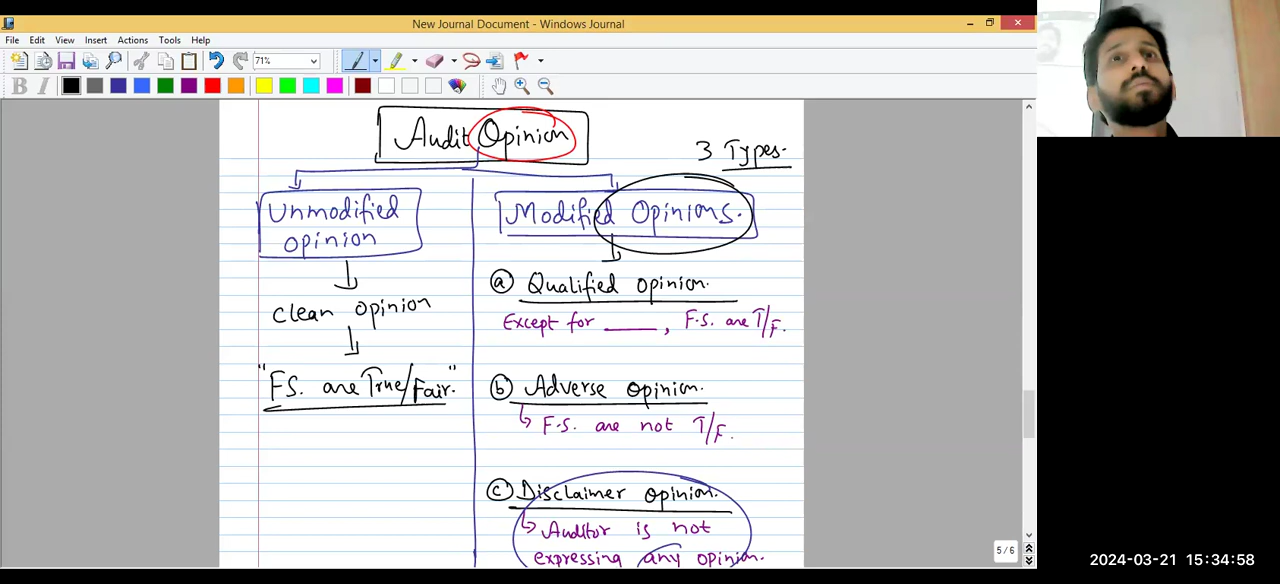 New Journal Document - Windows Journal
File Edit View Insert Actions Tools Help
71%
Audit Opinion
3 Types.
Unmodified opinion
Modified Opinions.
clean opinion
"F.S. are True/Fair."
a Qualified opinion.
Except for ____, F.S. are T/F.
b Adverse opinion.
F.S. are not T/F.
c Disclaimer opinion.
Auditor is not
expressing any opinion.
5/6
2024-03-21 15:34:58